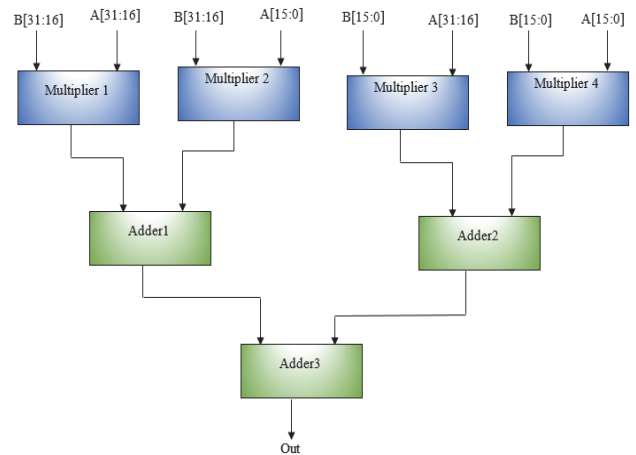 B[31:16] A[31:16] B[31:16] A[15:0] B[15:0] A[31:16] B[15:0] A[15:0]
Multiplier 1 Multiplier 2 Multiplier 3 Multiplier 4
Adder1 Adder2
Adder3
Out